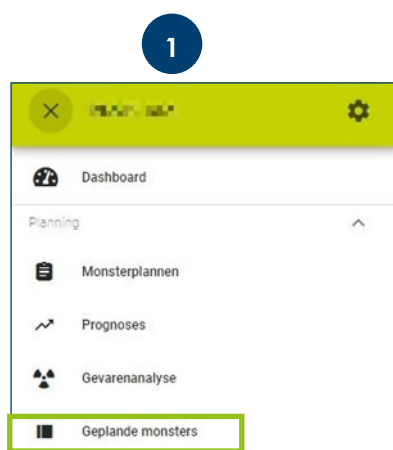 1
Dashboard
Planning
Monsterplannen
Prognoses
Gevarenanalyse
Geplande monsters